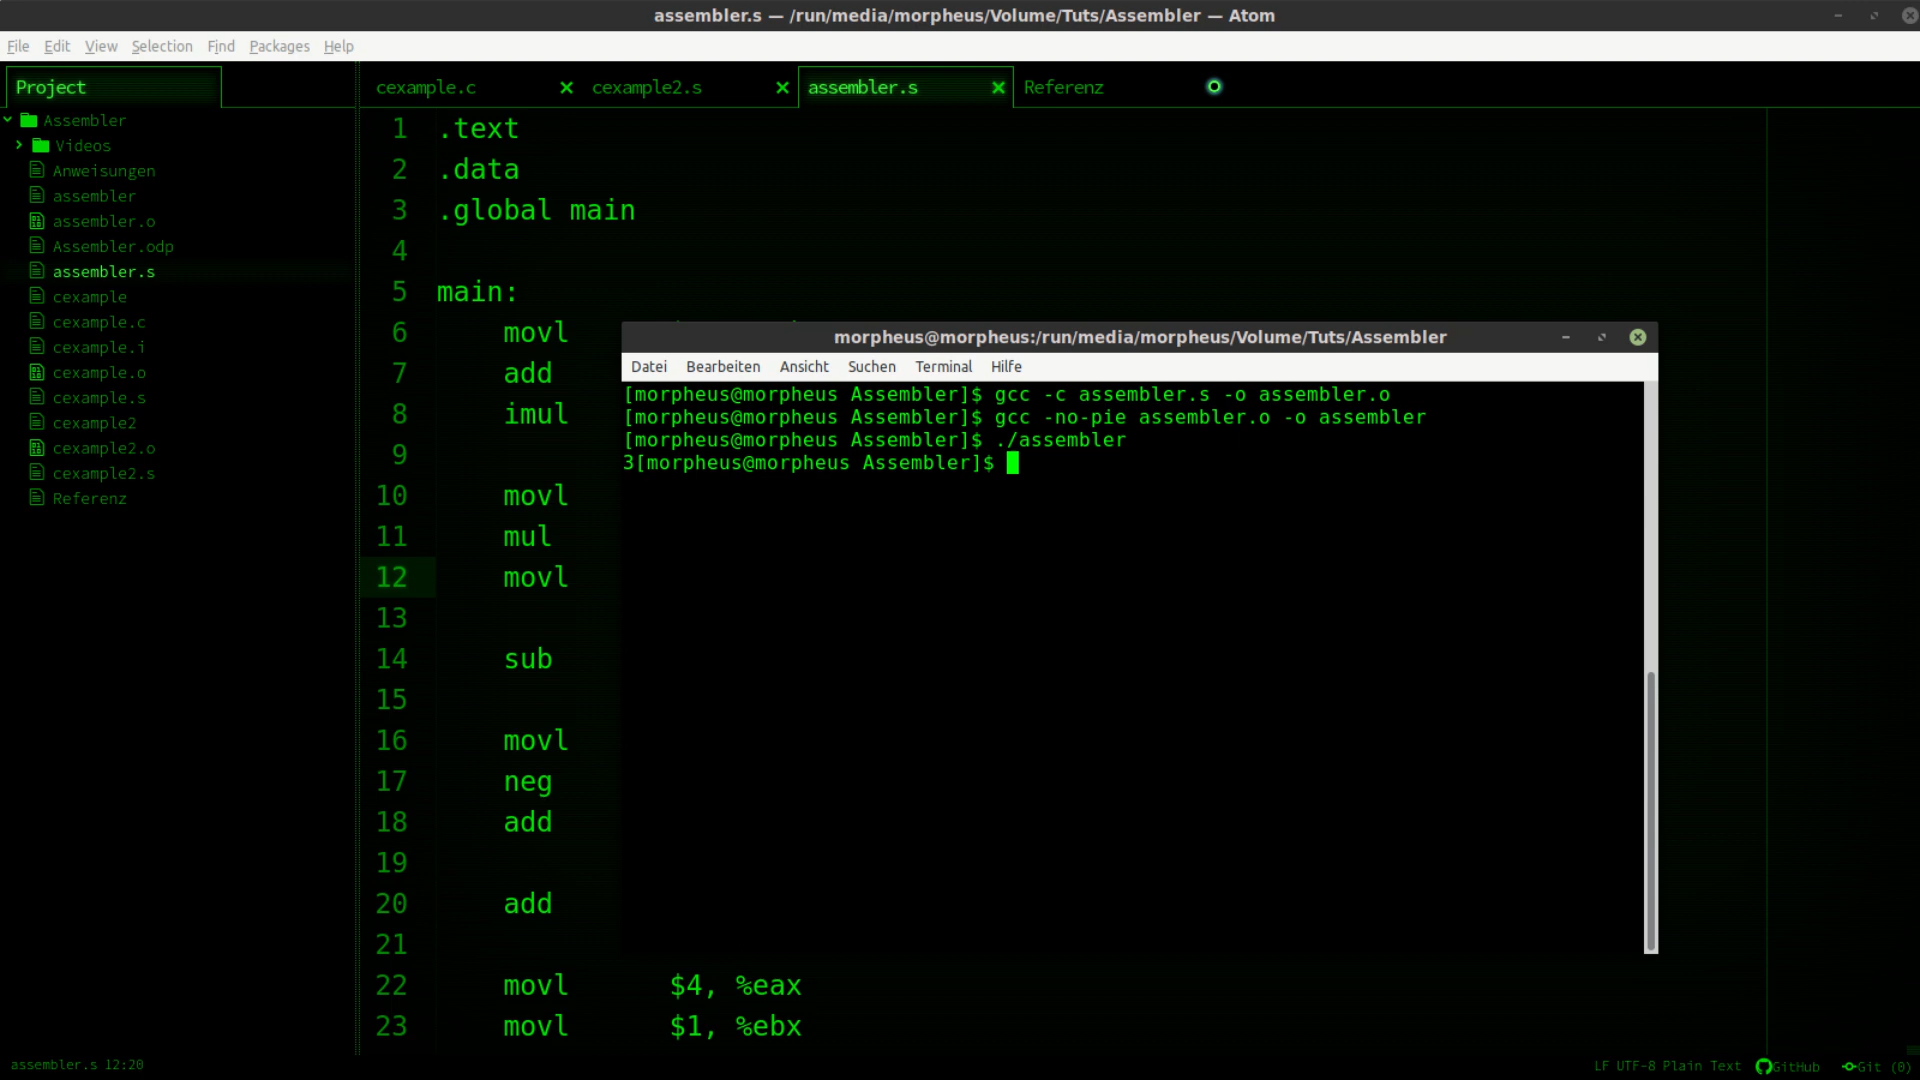 assembler.s — /run/media/morpheus/Volume/Tuts/Assembler — Atom
File Edit View Selection Find Packages Help
Project
cexample.c
cexample2.s
assembler.s
Referenz
Assembler
Videos
Anweisungen
assembler
assembler.o
Assembler.odp
assembler.s
cexample
cexample.c
cexample.i
cexample.o
cexample.s
cexample2
cexample2.o
cexample2.s
Referenz
1 .text
2 .data
3 .global main
4
5 main:
6 movl
7 add
8 imul
9
10 movl
11 mul
12 movl
13
14 sub
15
16 movl
17 neg
18 add
19
20 add
21
22 movl $4, %eax
23 movl $1, %ebx
morpheus@morpheus:/run/media/morpheus/Volume/Tuts/Assembler
Datei Bearbeiten Ansicht Suchen Terminal Hilfe
[morpheus@morpheus Assembler]$ gcc -c assembler.s -o assembler.o
[morpheus@morpheus Assembler]$ gcc -no-pie assembler.o -o assembler
[morpheus@morpheus Assembler]$ ./assembler
3[morpheus@morpheus Assembler]$
assembler.s 12:20
LF UTF-8 Plain Text GitHub Git (0)